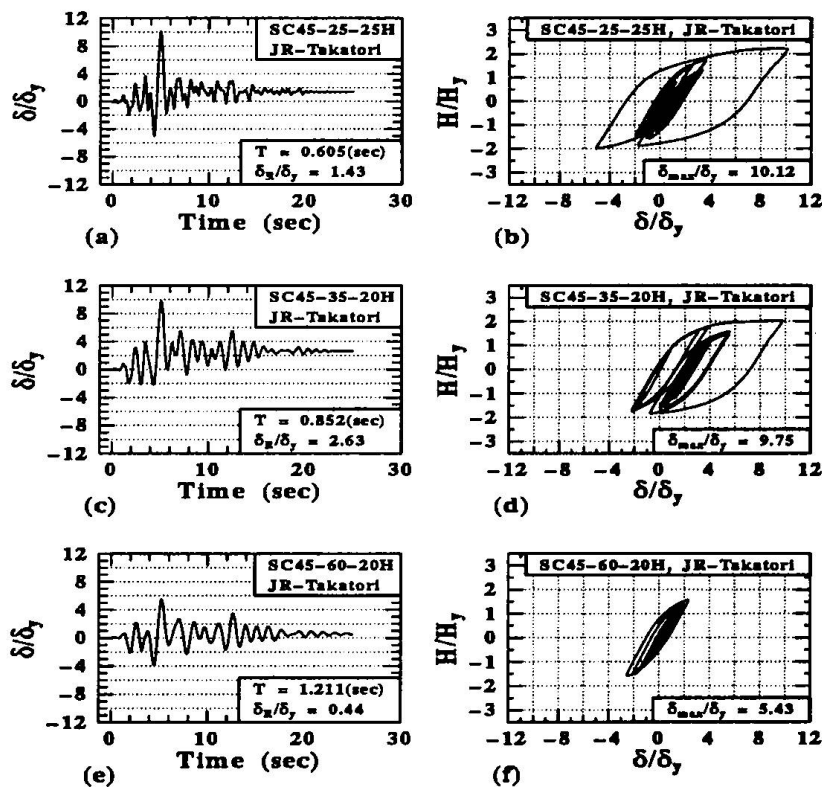 12
8
4
0
−4
−8
−12
δ/δy
SC45−25−25H
JR−Takatori
T = 0.605(sec)
δR/δy = 1.43
0
10
20
30
Time (sec)
(a)
3
2
1
0
−1
−2
−3
H/Hy
SC45−25−25H, JR−Takatori
δmax/δy = 10.12
−12
−8
−4
0
4
8
12
δ/δy
(b)
12
8
4
0
−4
−8
−12
δ/δy
SC45−35−20H
JR−Takatori
T = 0.852(sec)
δR/δy = 2.63
0
10
20
30
Time (sec)
(c)
3
2
1
0
−1
−2
−3
H/Hy
SC45−35−20H, JR−Takatori
δmax/δy = 9.75
−12
−8
−4
0
4
8
12
δ/δy
(d)
12
8
4
0
−4
−8
−12
δ/δy
SC45−60−20H
JR−Takatori
T = 1.211(sec)
δR/δy = 0.44
0
10
20
30
Time (sec)
(e)
3
2
1
0
−1
−2
−3
H/Hy
SC45−60−20H, JR−Takatori
δmax/δy = 5.43
−12
−8
−4
0
4
8
12
δ/δy
(f)